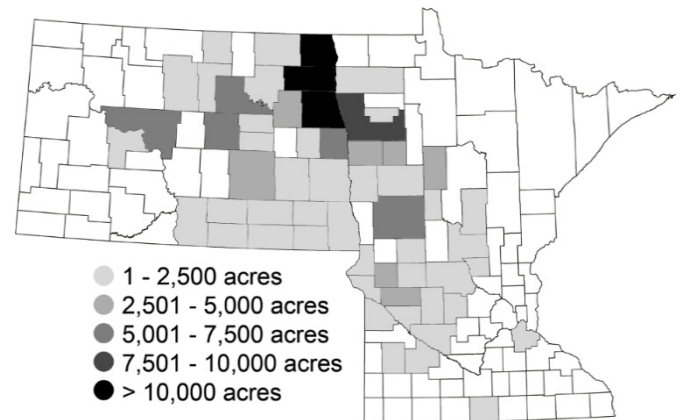 1 - 2,500 acres
2,501 - 5,000 acres
5,001 - 7,500 acres
7,501 - 10,000 acres
> 10,000 acres